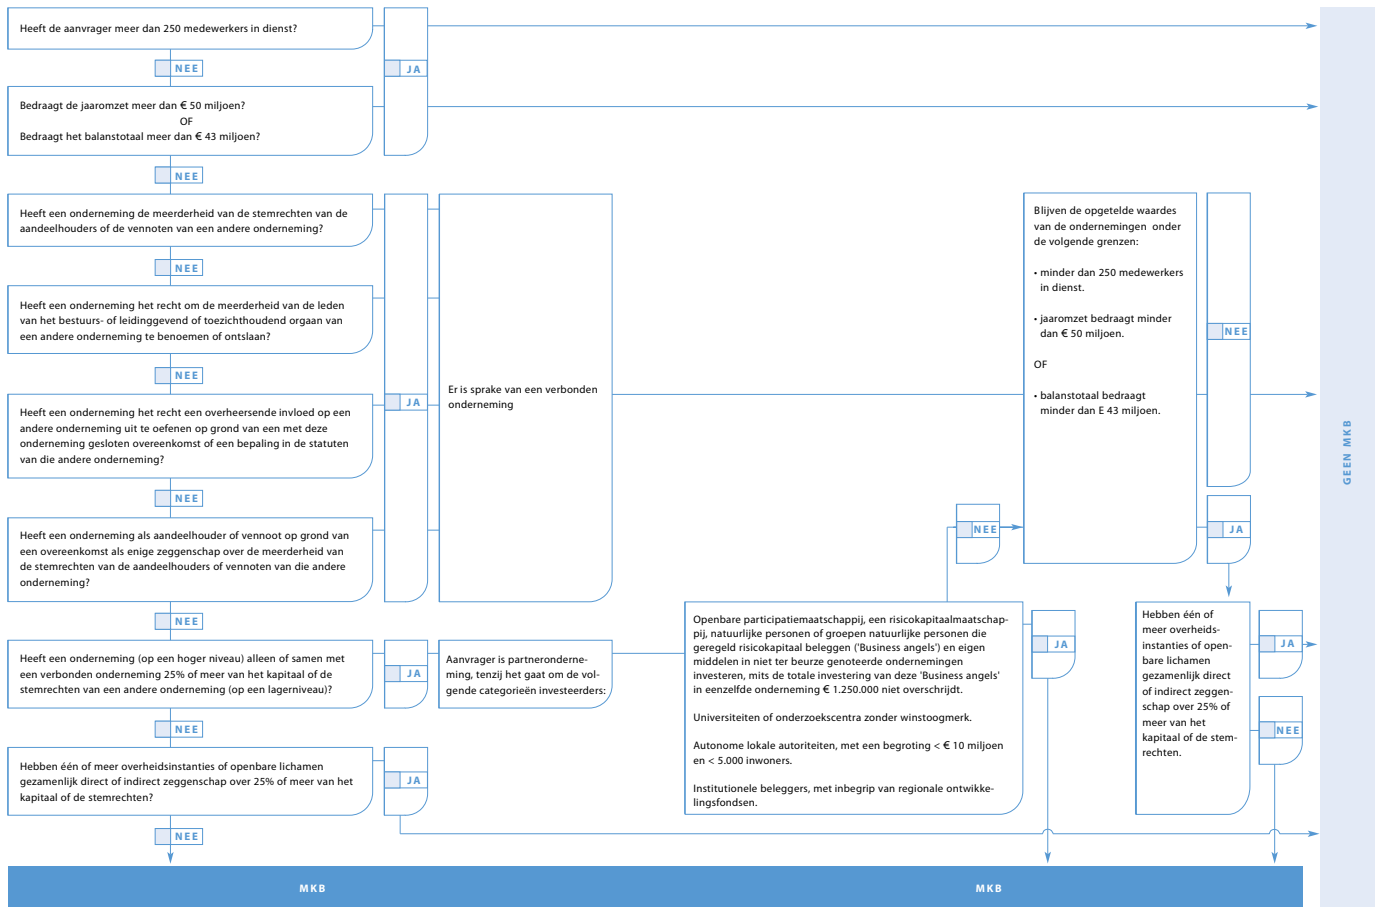 Heeft de aanvrager meer dan 250 medewerkers in dienst?
NEE
JA
Bedraagt de jaaromzet meer dan € 50 miljoen?
OF
Bedraagt het balanstotaal meer dan € 43 miljoen?
NEE
Heeft een onderneming de meerderheid van de stemrechten van de
aandeelhouders of de vennoten van een andere onderneming?
NEE
Heeft een onderneming het recht om de meerderheid van de leden
van het bestuurs- of leidinggevend of toezichthoudend orgaan van
een andere onderneming te benoemen of ontslaan?
NEE
Heeft een onderneming het recht een overheersende invloed op een
andere onderneming uit te oefenen op grond van een met deze
onderneming gesloten overeenkomst of een bepaling in de statuten
van die andere onderneming?
NEE
Heeft een onderneming als aandeelhouder of vennoot op grond van
een overeenkomst als enige zeggenschap over de meerderheid van
de stemrechten van de aandeelhouders of vennoten van die andere
onderneming?
NEE
JA
Er is sprake van een verbonden
onderneming
Blijven de opgetelde waardes
van de ondernemingen onder
de volgende grenzen:
• minder dan 250 medewerkers
in dienst.
• jaaromzet bedraagt minder
dan € 50 miljoen.
OF
• balanstotaal bedraagt
minder dan E 43 miljoen.
NEE
JA
NEE
Heeft een onderneming (op een hoger niveau) alleen of samen met
een verbonden onderneming 25% of meer van het kapitaal of de
stemrechten van een andere onderneming (op een lagerniveau)?
NEE
JA
Aanvrager is partneronderne-
ming, tenzij het gaat om de vol-
gende categorieën investeerders:
Openbare participatiemaatschappij, een risicokapitaalmaatschap-
pij, natuurlijke personen of groepen natuurlijke personen die
geregeld risicokapitaal beleggen ('Business angels') en eigen
middelen in niet ter beurze genoteerde ondernemingen
investeren, mits de totale investering van deze 'Business angels'
in eenzelfde onderneming € 1.250.000 niet overschrijdt.
Universiteiten of onderzoekscentra zonder winstoogmerk.
Autonome lokale autoriteiten, met een begroting < € 10 miljoen
en < 5.000 inwoners.
Institutionele beleggers, met inbegrip van regionale ontwikke-
lingsfondsen.
JA
Hebben één of
meer overheids-
instanties of open-
bare lichamen
gezamenlijk direct
of indirect zeggen-
schap over 25% of
meer van het
kapitaal of de stem-
rechten.
JA
NEE
Hebben één of meer overheidsinstanties of openbare lichamen
gezamenlijk direct of indirect zeggenschap over 25% of meer van het
kapitaal of de stemrechten?
JA
NEE
MKB
MKB
GEEN MKB